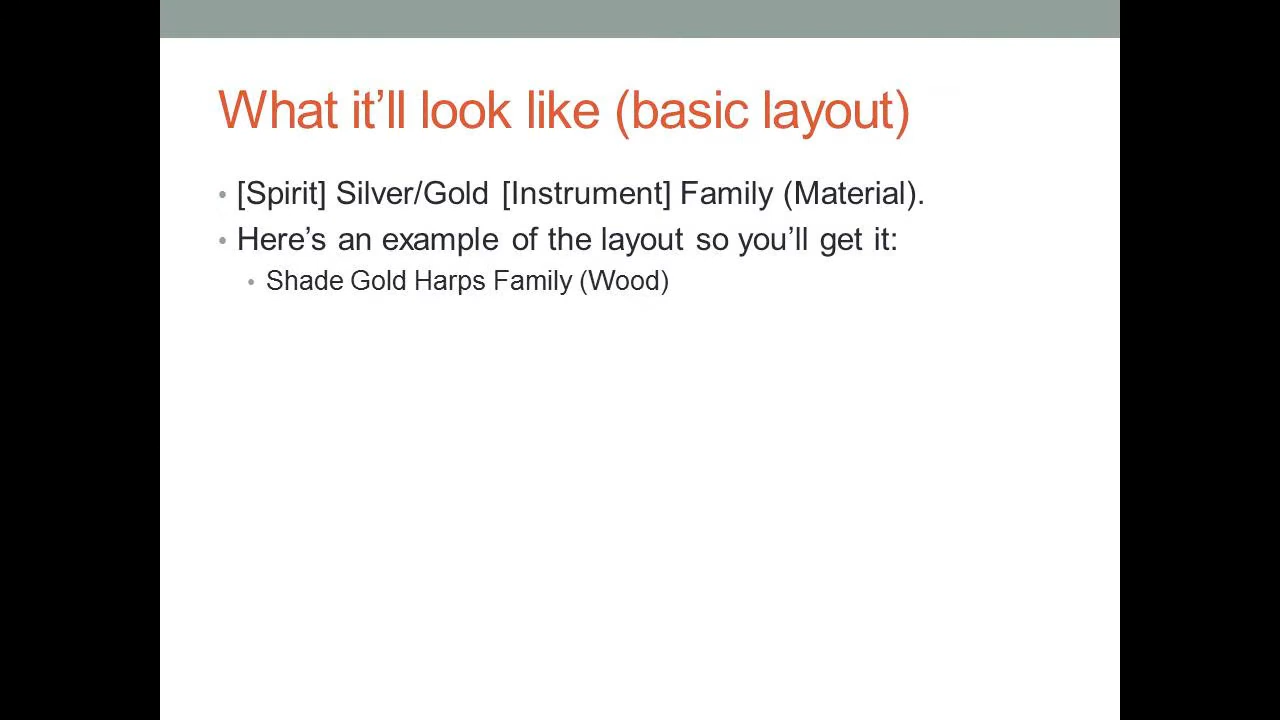 What it’ll look like (basic layout)
• [Spirit] Silver/Gold [Instrument] Family (Material).
• Here’s an example of the layout so you’ll get it:
• Shade Gold Harps Family (Wood)